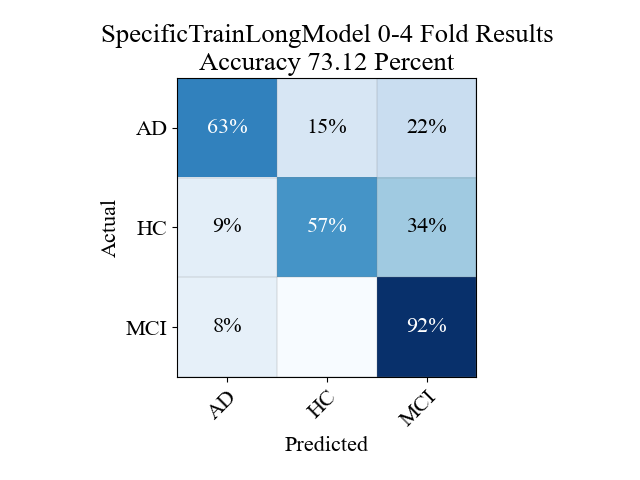 SpecificTrainLongModel 0-4 Fold Results
Accuracy 73.12 Percent
AD 63% 15% 22%
HC 9% 57% 34%
MCI 8% 92%
Actual
AD HC MCI
Predicted